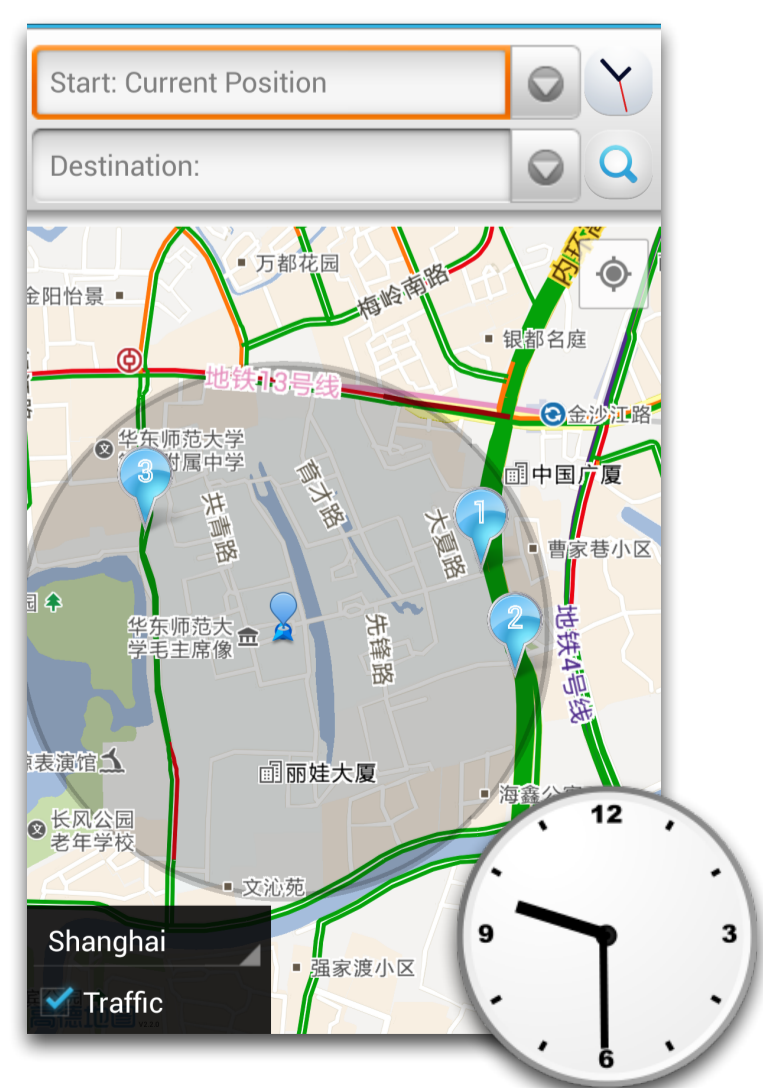 Start: Current Position
Destination:
内环高
万都花园
梅岭南路
金阳怡景
银都名庭
地铁13号线
金沙江路
华东师范大学
附属中学
3
中国广厦
育才路
共青路
1
大厦路
曹家巷小区
2
华东师范大
学毛主席像
先锋路
地铁4号线
表演馆
丽娃大厦
海鑫公寓
长风公园
老年学校
文沁苑
强家渡小区
Shanghai
Traffic
12
9
3
6